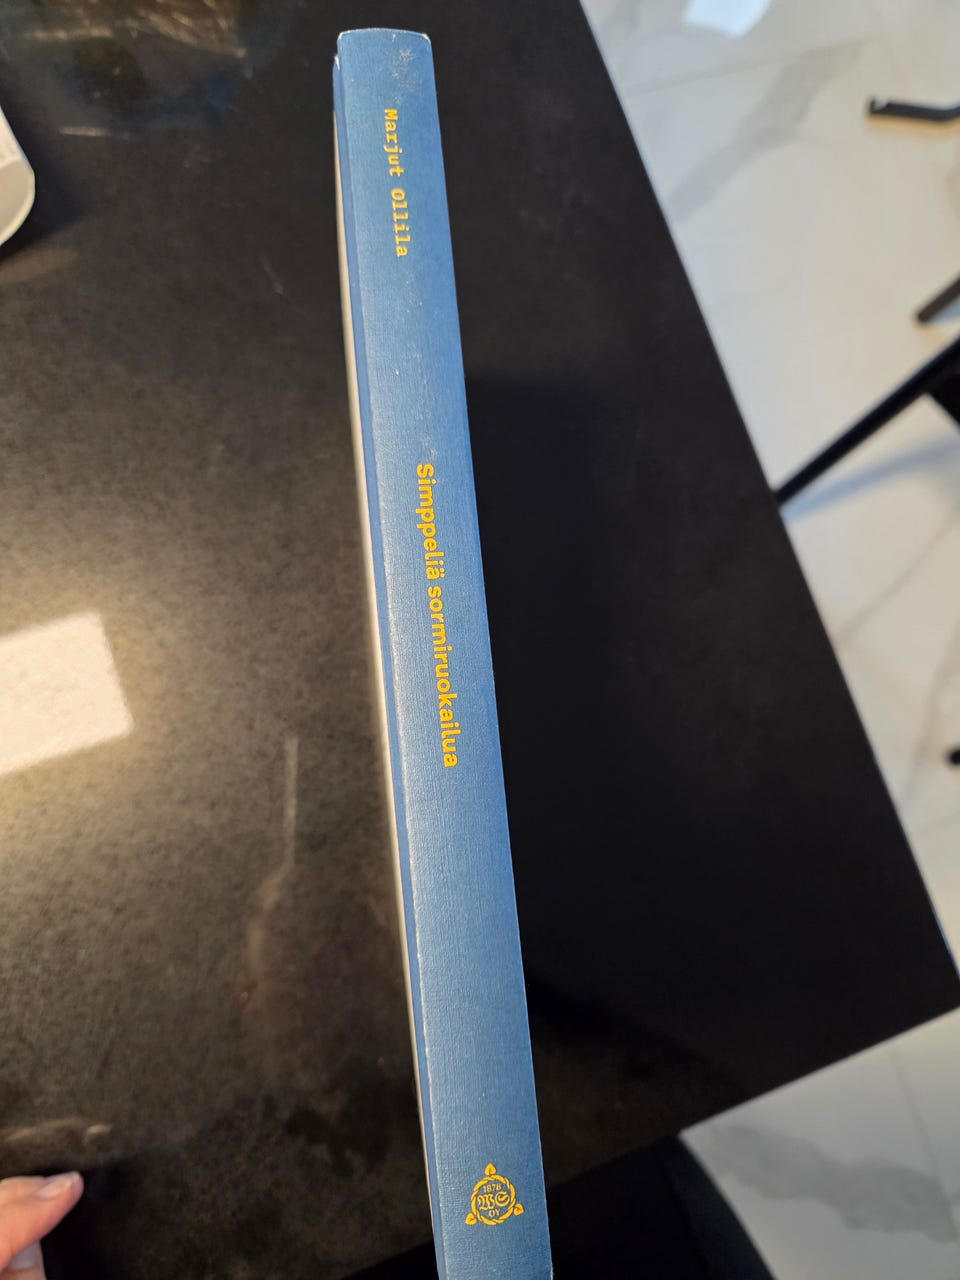 Marjut Ollila
Simppeliä sormiruokailua
1878
WS
OY